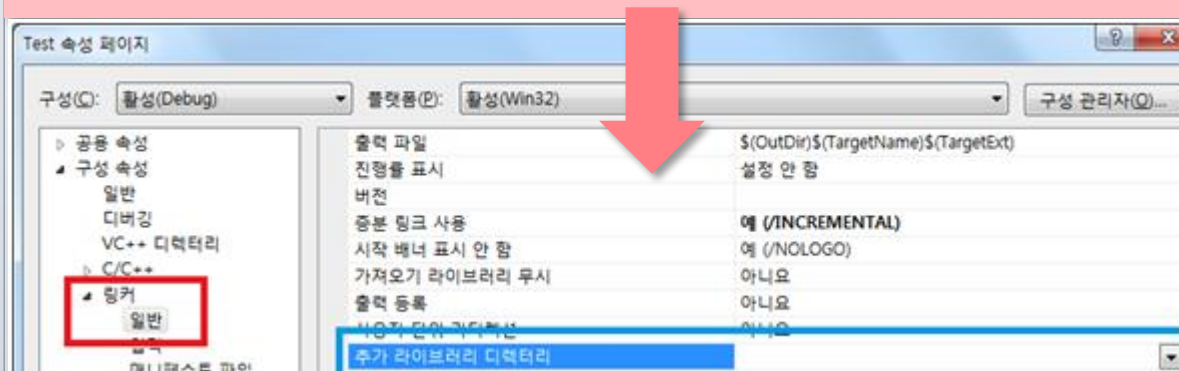 Test 속성 페이지
구성(C): 활성(Debug) 플랫폼(P): 활성(Win32) 구성 관리자(O)...
공용 속성
구성 속성
일반
디버깅
VC++ 디렉터리
C/C++
링커
일반
출력 파일 $(OutDir)$(TargetName)$(TargetExt)
진행률 표시 설정 안 함
버전
증분 링크 사용 예 (/INCREMENTAL)
시작 배너 표시 안 함 예 (/NOLOGO)
가져오기 라이브러리 무시 아니요
출력 등록 아니요
추가 라이브러리 디렉터리